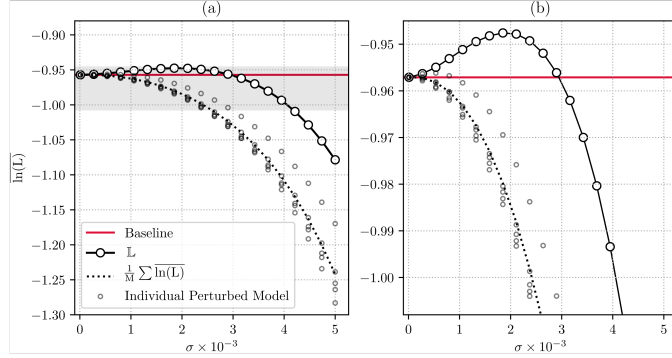 (a)
−0.90
−0.95
−1.00
−1.05
−1.10
−1.15
−1.20
−1.25
−1.30
ln(L)
Baseline
𝕃
1/M ∑ ln(L)
Individual Perturbed Model
0 1 2 3 4 5
σ × 10⁻³
(b)
−0.95
−0.96
−0.97
−0.98
−0.99
−1.00
0 1 2 3 4 5
σ × 10⁻³